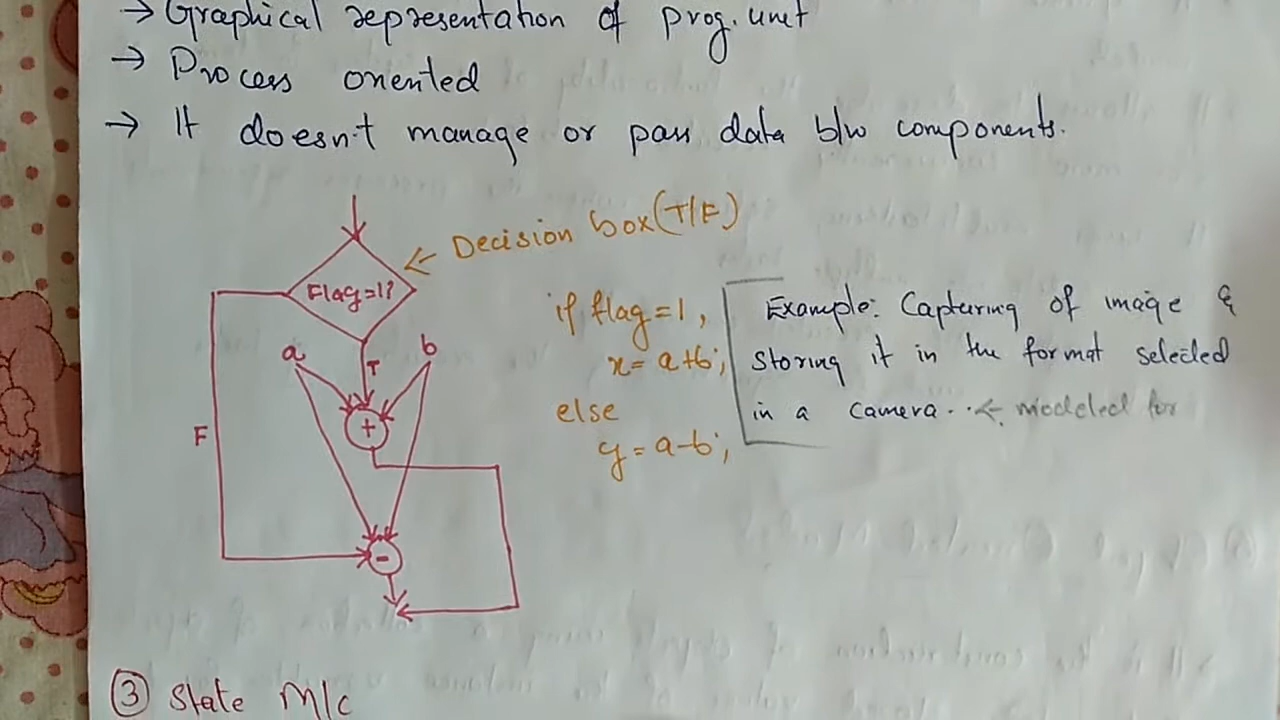 → Graphical representation of prog. unit
→ Process oriented
→ It doesn't manage or pass data b/w components.
← Decision box (T/F)
Flag=1?
a
b
T
+
F
-
if flag=1,
x= a+b;
else
y= a-b;
Example: Capturing of image &
storing it in the format selected
in a camera. ← modeled for
③ State M/c